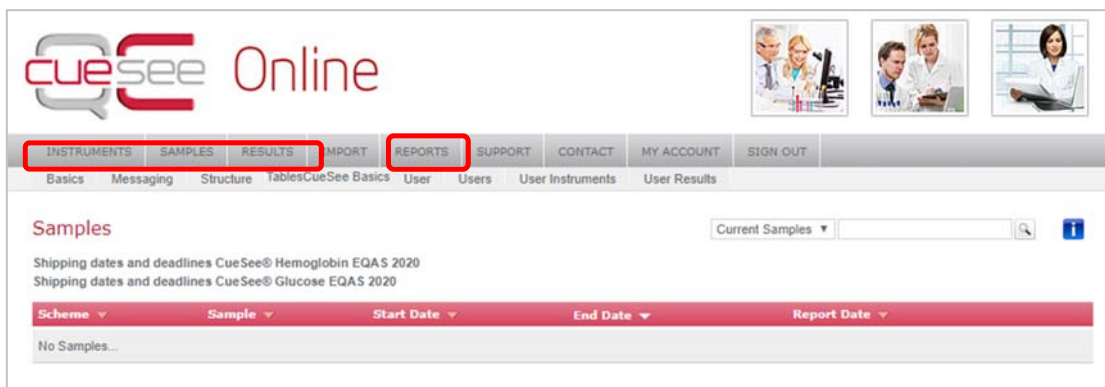 cuesee Online
INSTRUMENTS SAMPLES RESULTS IMPORT REPORTS SUPPORT CONTACT MY ACCOUNT SIGN OUT
Basics Messaging Structure TablesCueSee Basics User Users User Instruments User Results
Samples Current Samples
Shipping dates and deadlines CueSee® Hemoglobin EQAS 2020
Shipping dates and deadlines CueSee® Glucose EQAS 2020
Scheme Sample Start Date End Date Report Date
No Samples...